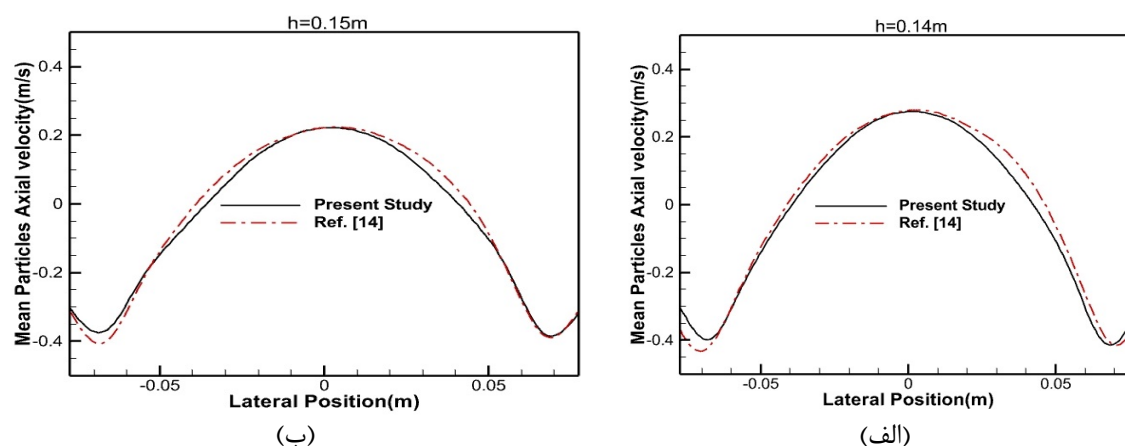 h=0.15m
Mean Particles Axial velocity(m/s)
0.4
0.2
0
-0.2
-0.4
Present Study
Ref. [14]
-0.05
0
0.05
Lateral Position(m)
(ب)
h=0.14m
Mean Particles Axial velocity(m/s)
0.4
0.2
0
-0.2
-0.4
Present Study
Ref. [14]
-0.05
0
0.05
Lateral Position(m)
(الف)